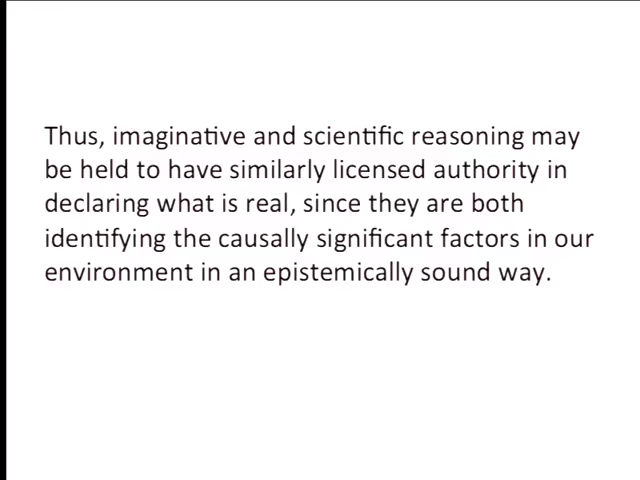 Thus, imaginative and scientific reasoning may
be held to have similarly licensed authority in
declaring what is real, since they are both
identifying the causally significant factors in our
environment in an epistemically sound way.